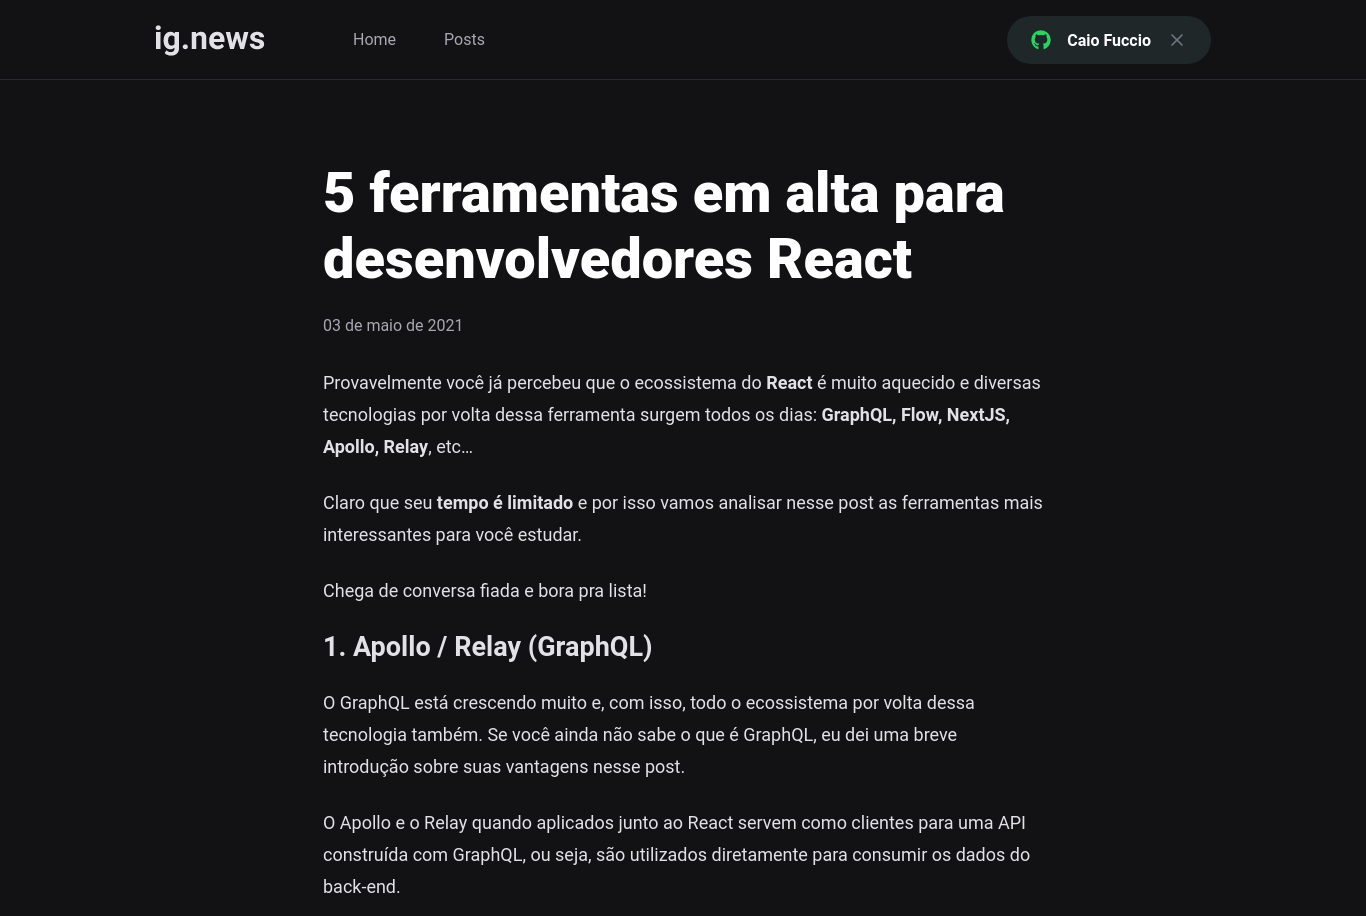 ig.news
Home
Posts
Caio Fuccio
5 ferramentas em alta para
desenvolvedores React
03 de maio de 2021
Provavelmente você já percebeu que o ecossistema do React é muito aquecido e diversas
tecnologias por volta dessa ferramenta surgem todos os dias: GraphQL, Flow, NextJS,
Apollo, Relay, etc…
Claro que seu tempo é limitado e por isso vamos analisar nesse post as ferramentas mais
interessantes para você estudar.
Chega de conversa fiada e bora pra lista!
1. Apollo / Relay (GraphQL)
O GraphQL está crescendo muito e, com isso, todo o ecossistema por volta dessa
tecnologia também. Se você ainda não sabe o que é GraphQL, eu dei uma breve
introdução sobre suas vantagens nesse post.
O Apollo e o Relay quando aplicados junto ao React servem como clientes para uma API
construída com GraphQL, ou seja, são utilizados diretamente para consumir os dados do
back-end.